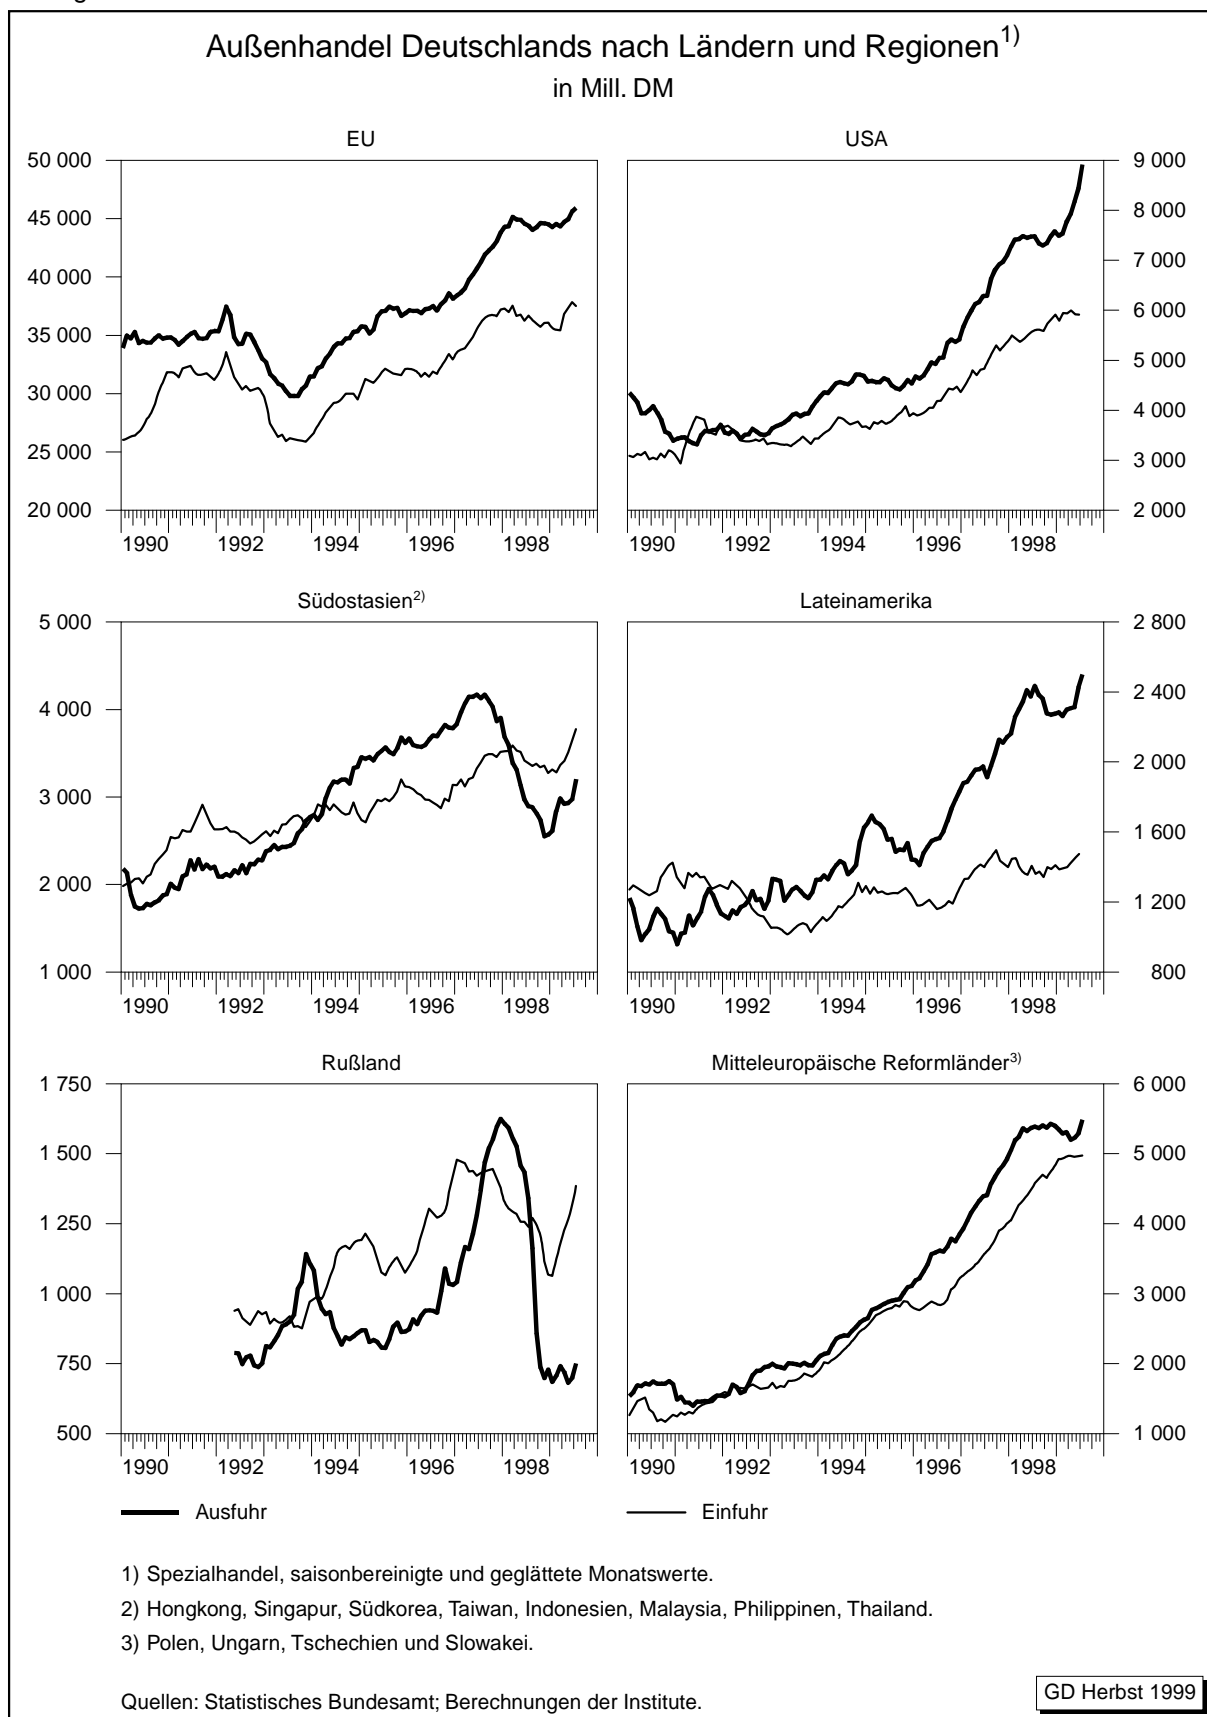 Außenhandel Deutschlands nach Ländern und Regionen1)
in Mill. DM
EU
USA
50 000
45 000
40 000
35 000
30 000
25 000
20 000
9 000
8 000
7 000
6 000
5 000
4 000
3 000
2 000
1990 1992 1994 1996 1998
1990 1992 1994 1996 1998
Südostasien2)
Lateinamerika
5 000
4 000
3 000
2 000
1 000
2 800
2 400
2 000
1 600
1 200
800
1990 1992 1994 1996 1998
1990 1992 1994 1996 1998
Rußland
Mitteleuropäische Reformländer3)
1 750
1 500
1 250
1 000
750
500
6 000
5 000
4 000
3 000
2 000
1 000
1990 1992 1994 1996 1998
1990 1992 1994 1996 1998
Ausfuhr
Einfuhr
1) Spezialhandel, saisonbereinigte und geglättete Monatswerte.
2) Hongkong, Singapur, Südkorea, Taiwan, Indonesien, Malaysia, Philippinen, Thailand.
3) Polen, Ungarn, Tschechien und Slowakei.
Quellen: Statistisches Bundesamt; Berechnungen der Institute.
GD Herbst 1999